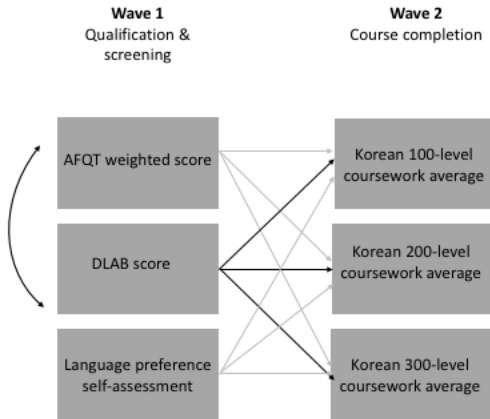 Wave 1
Qualification &
screening
Wave 2
Course completion
AFQT weighted score
DLAB score
Language preference
self-assessment
Korean 100-level
coursework average
Korean 200-level
coursework average
Korean 300-level
coursework average